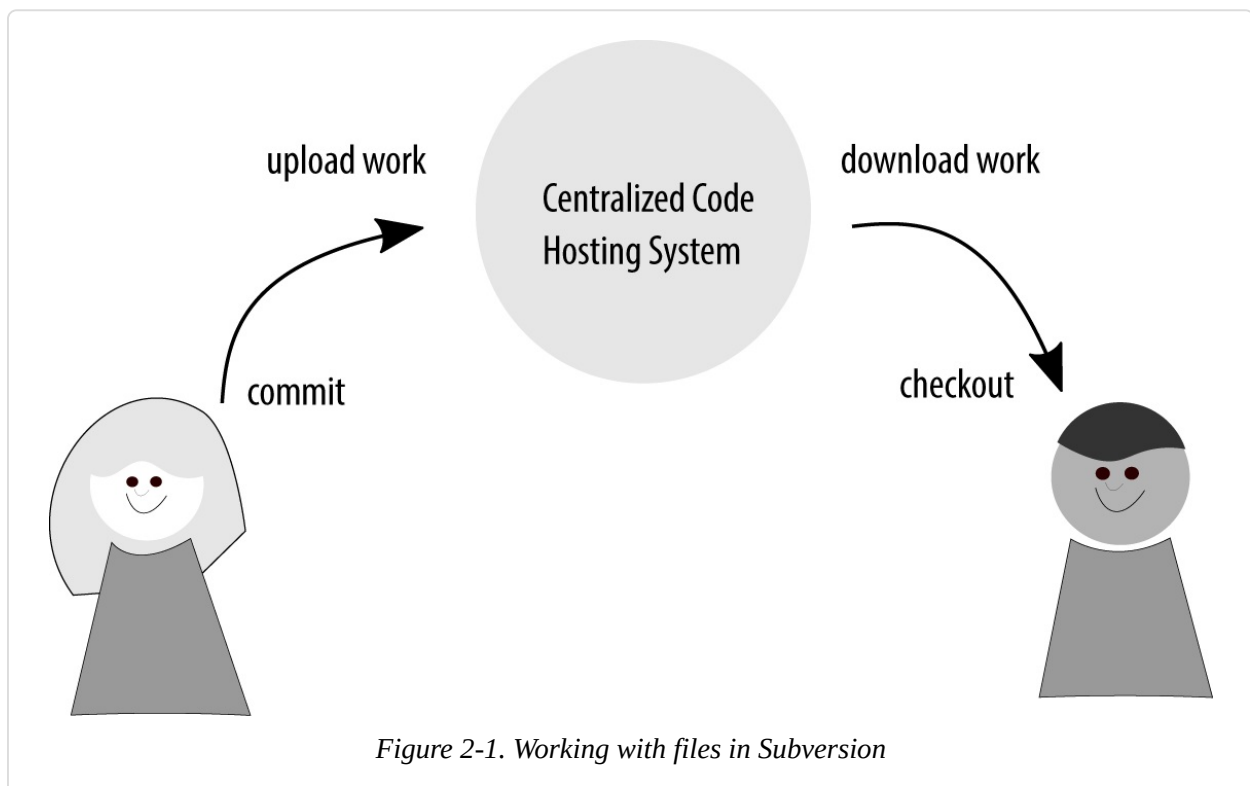 upload work
Centralized Code
Hosting System
download work
commit
checkout
Figure 2-1. Working with files in Subversion